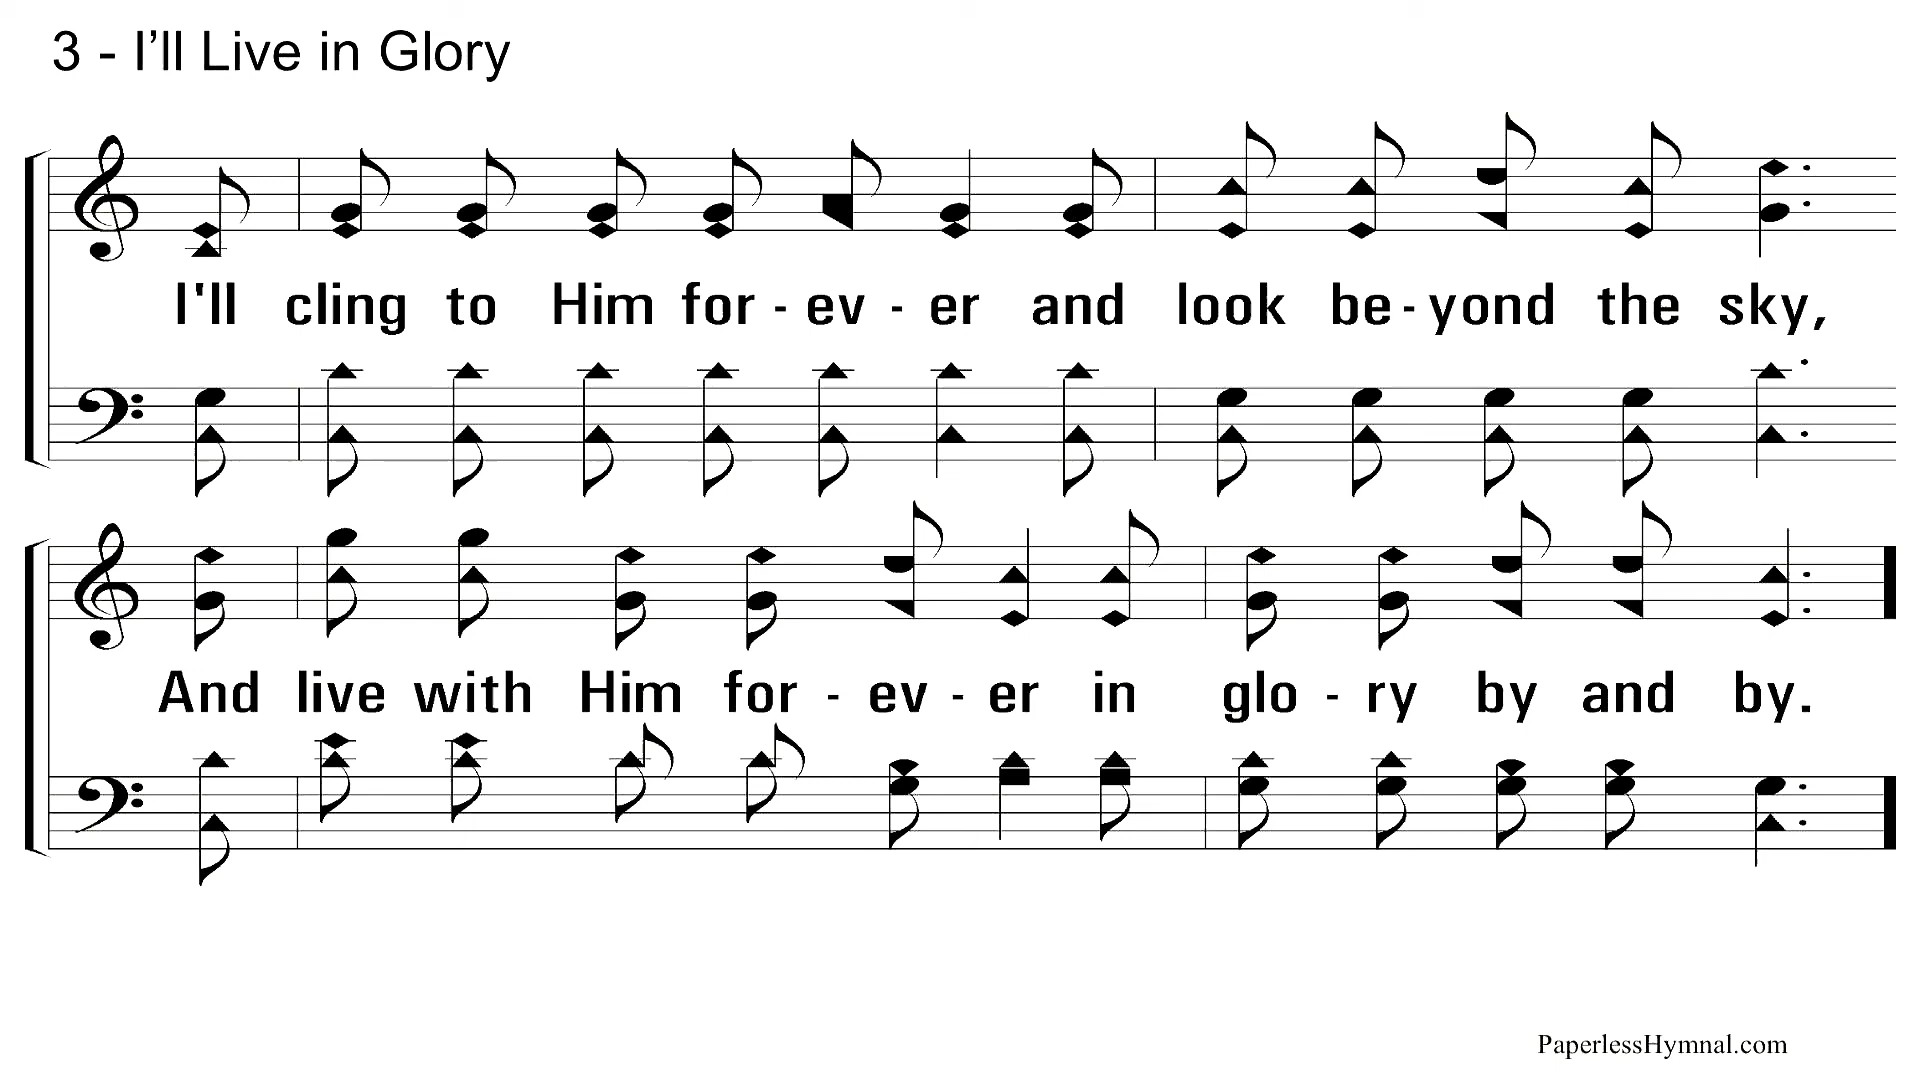 3 - I’ll Live in Glory
I'll cling to Him for - ev - er and look be - yond the sky,
And live with Him for - ev - er in glo - ry by and by.
PaperlessHymnal.com